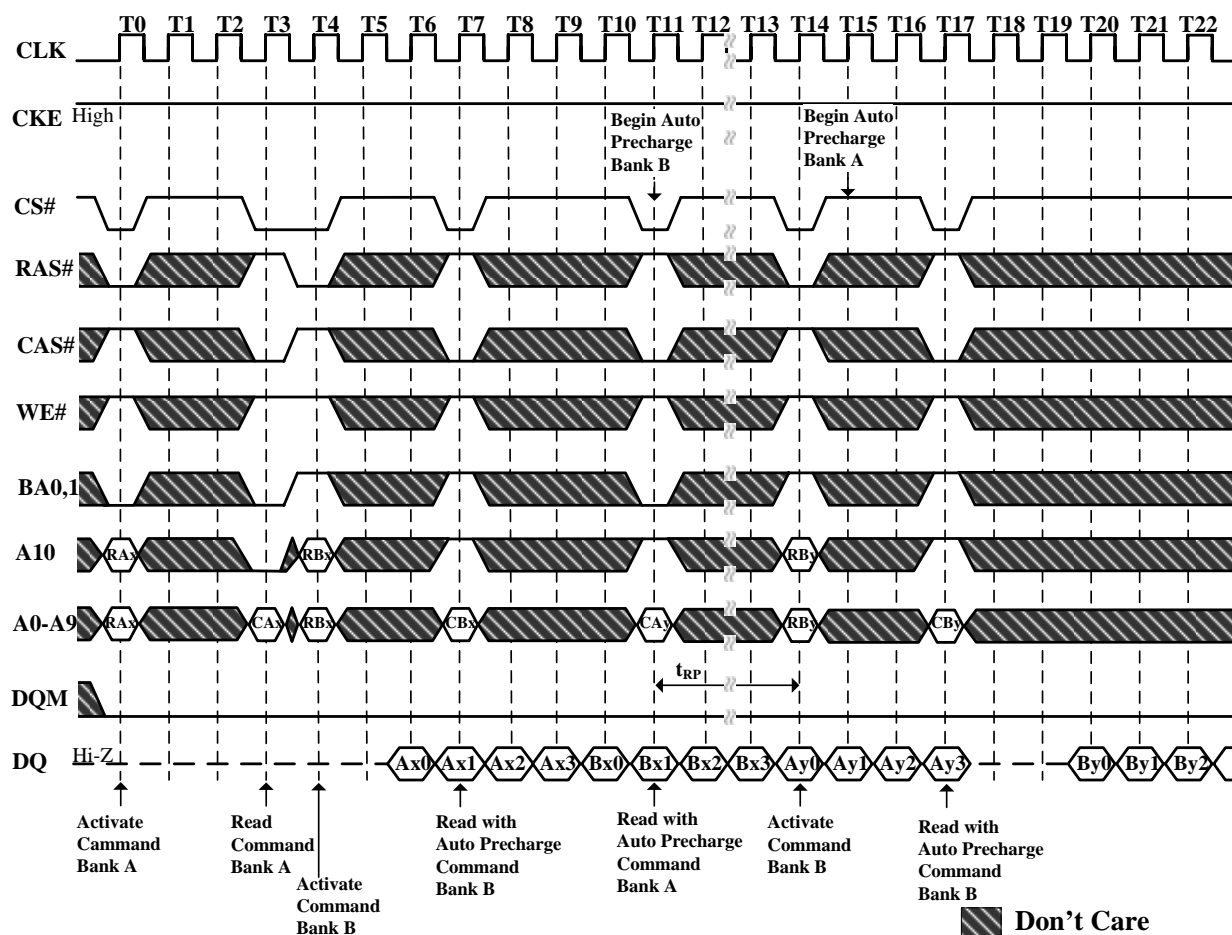 T0 T1 T2 T3 T4 T5 T6 T7 T8 T9 T10 T11 T12 T13 T14 T15 T16 T17 T18 T19 T20 T21 T22
CLK
CKE High
Begin Auto
Precharge
Bank B
Begin Auto
Precharge
Bank A
CS#
RAS#
CAS#
WE#
BA0,1
A10 RAx RBx RBy
A0-A9 RAx CAx RBx CBx CAy RBy CBy
tRP
DQM
DQ Hi-Z Ax0 Ax1 Ax2 Ax3 Bx0 Bx1 Bx2 Bx3 Ay0 Ay1 Ay2 Ay3 By0 By1 By2
Activate
Cammand
Bank A
Read
Command
Bank A
Activate
Command
Bank B
Read with
Auto Precharge
Command
Bank B
Read with
Auto Precharge
Command
Bank A
Activate
Command
Bank B
Read with
Auto Precharge
Command
Bank B
Don't Care